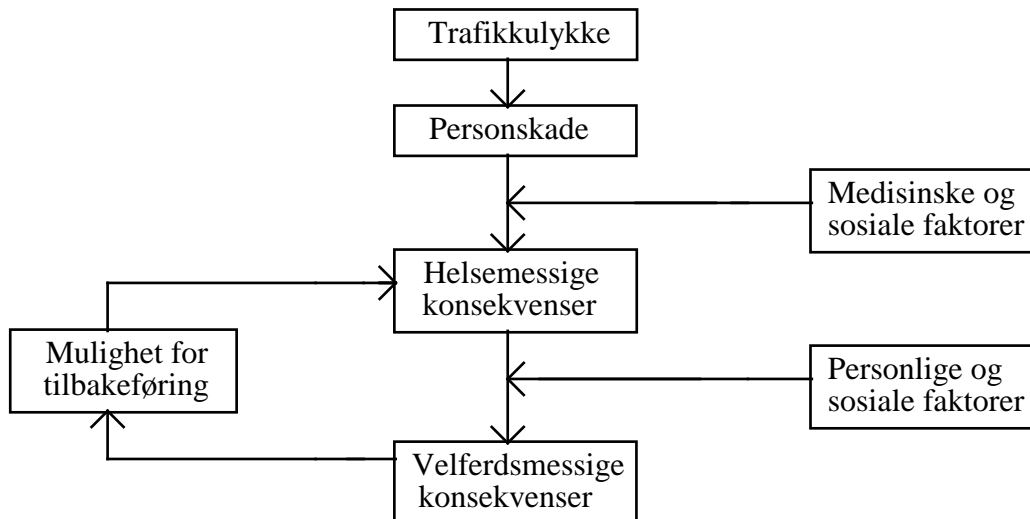 Trafikkulykke
Personskade
Medisinske og
sosiale faktorer
Helsemessige
konsekvenser
Mulighet for
tilbakeføring
Personlige og
sosiale faktorer
Velferdsmessige
konsekvenser